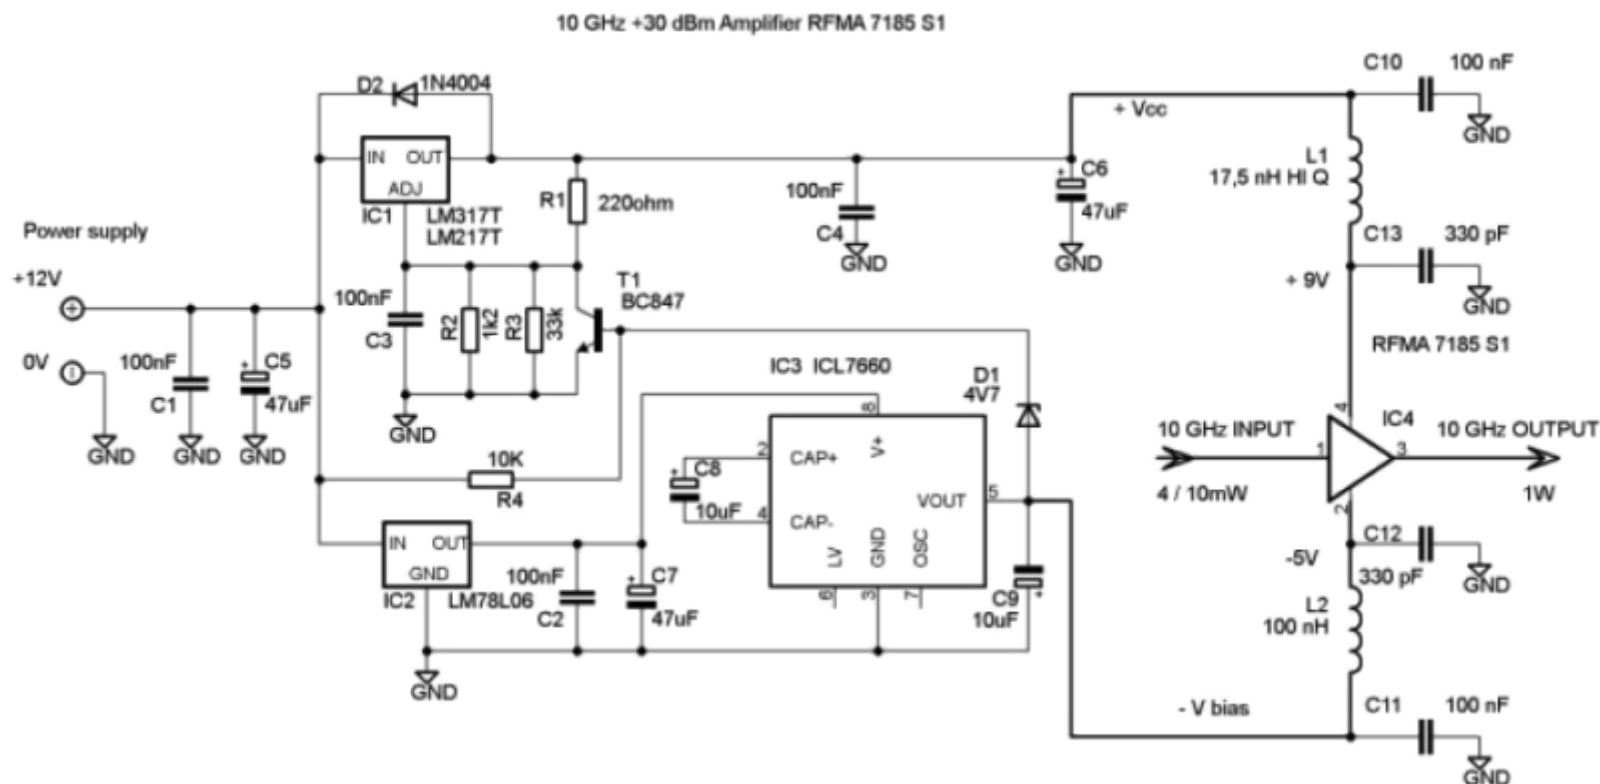 10 GHz +30 dBm Amplifier RFMA 7185 S1
D2 1N4004
IN OUT
ADJ
IC1
LM317T
LM217T
R1 220ohm
+ Vcc
C10 100 nF
GND
L1
17,5 nH HI Q
C13 330 pF
GND
+ 9V
100nF
C4
GND
+
C6
47uF
GND
Power supply
+12V
0V
GND
100nF
C1
GND
+
C5
47uF
GND
100nF
C3
R2
1k2
R3
33k
GND
T1
BC847
10K
R4
IN OUT
GND
IC2 LM78L06
100nF
C2
+
C7
47uF
GND
IC3 ICL7660
8
V+
2
CAP+
+
C8
10uF
4
CAP-
VOUT
5
LV
GND
OSC
6
3
7
D1
4V7
C9
10uF
+
RFMA 7185 S1
4
IC4
10 GHz INPUT
1
4 / 10mW
3
10 GHz OUTPUT
1W
2
-5V
C12
330 pF
GND
L2
100 nH
- V bias
C11 100 nF
GND